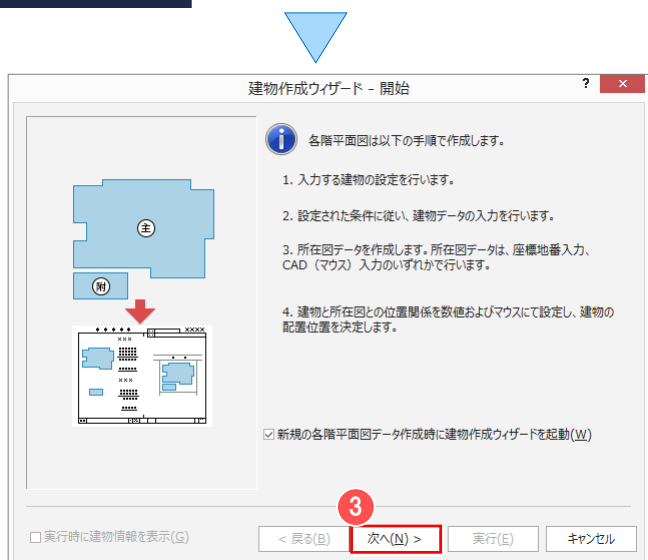 建物作成ウィザード - 開始
? ×
各階平面図は以下の手順で作成します。
1. 入力する建物の設定を行います。
2. 設定された条件に従い、建物データの入力を行います。
3. 所在図データを作成します。所在図データは、座標地番入力、
CAD（マウス）入力のいずれかで行います。
4. 建物と所在図との位置関係を数値およびマウスにて設定し、建物の
配置位置を決定します。
主
附
××××
×××
×××
新規の各階平面図データ作成時に建物作成ウィザードを起動(W)
3
実行時に建物情報を表示(G)
< 戻る(B)
次へ(N) >
実行(E)
キャンセル